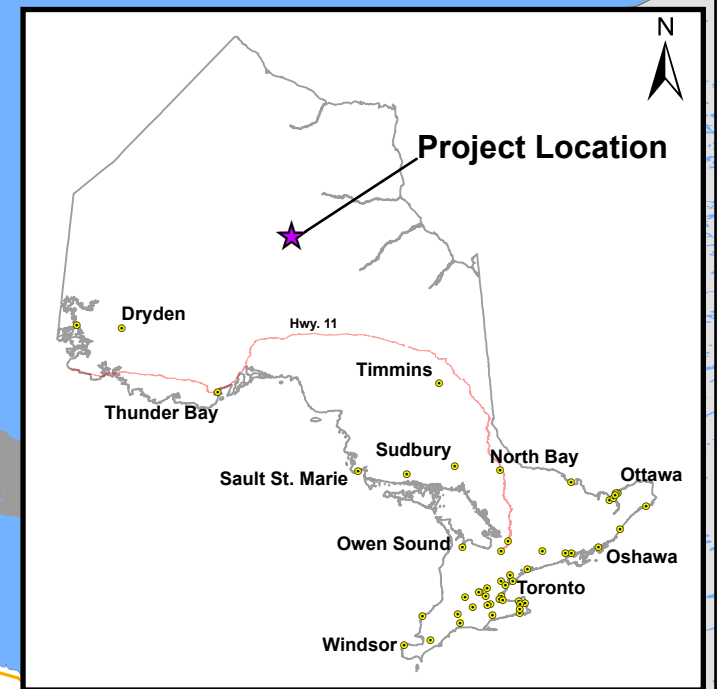 N
Project Location
Dryden
Hwy. 11
Timmins
Thunder Bay
Sudbury
North Bay
Sault St. Marie
Ottawa
Owen Sound
Oshawa
Toronto
Windsor